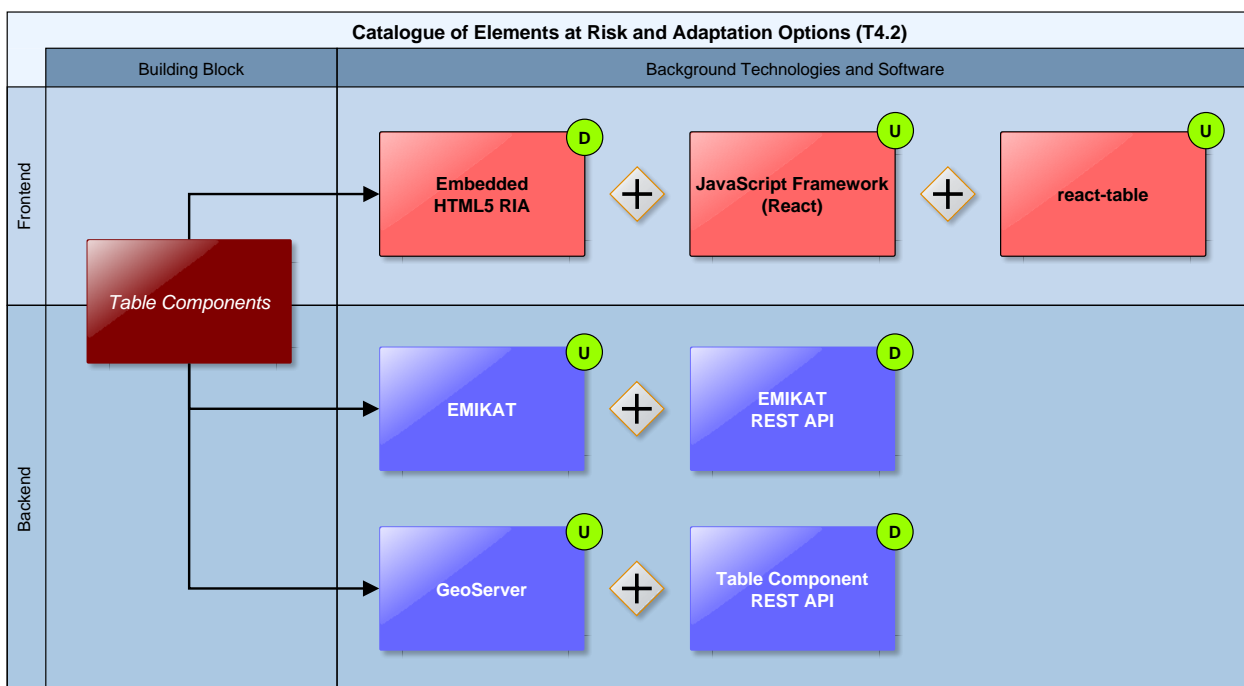 Catalogue of Elements at Risk and Adaptation Options (T4.2)
Building Block
Background Technologies and Software
Frontend
D
Embedded
HTML5 RIA
U
JavaScript Framework
(React)
U
react-table
Table Components
Backend
U
EMIKAT
D
EMIKAT
REST API
U
GeoServer
D
Table Component
REST API